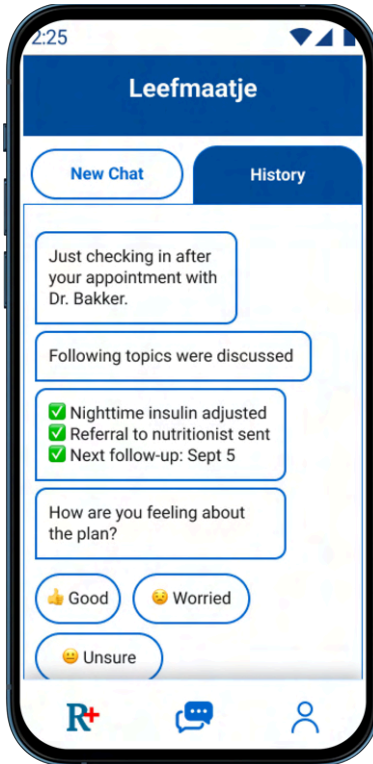 2:25
Leefmaatje
New Chat
History
Just checking in after
your appointment with
Dr. Bakker.
Following topics were discussed
✅ Nighttime insulin adjusted
✅ Referral to nutritionist sent
✅ Next follow-up: Sept 5
How are you feeling about
the plan?
👍 Good
😟 Worried
😐 Unsure
R+